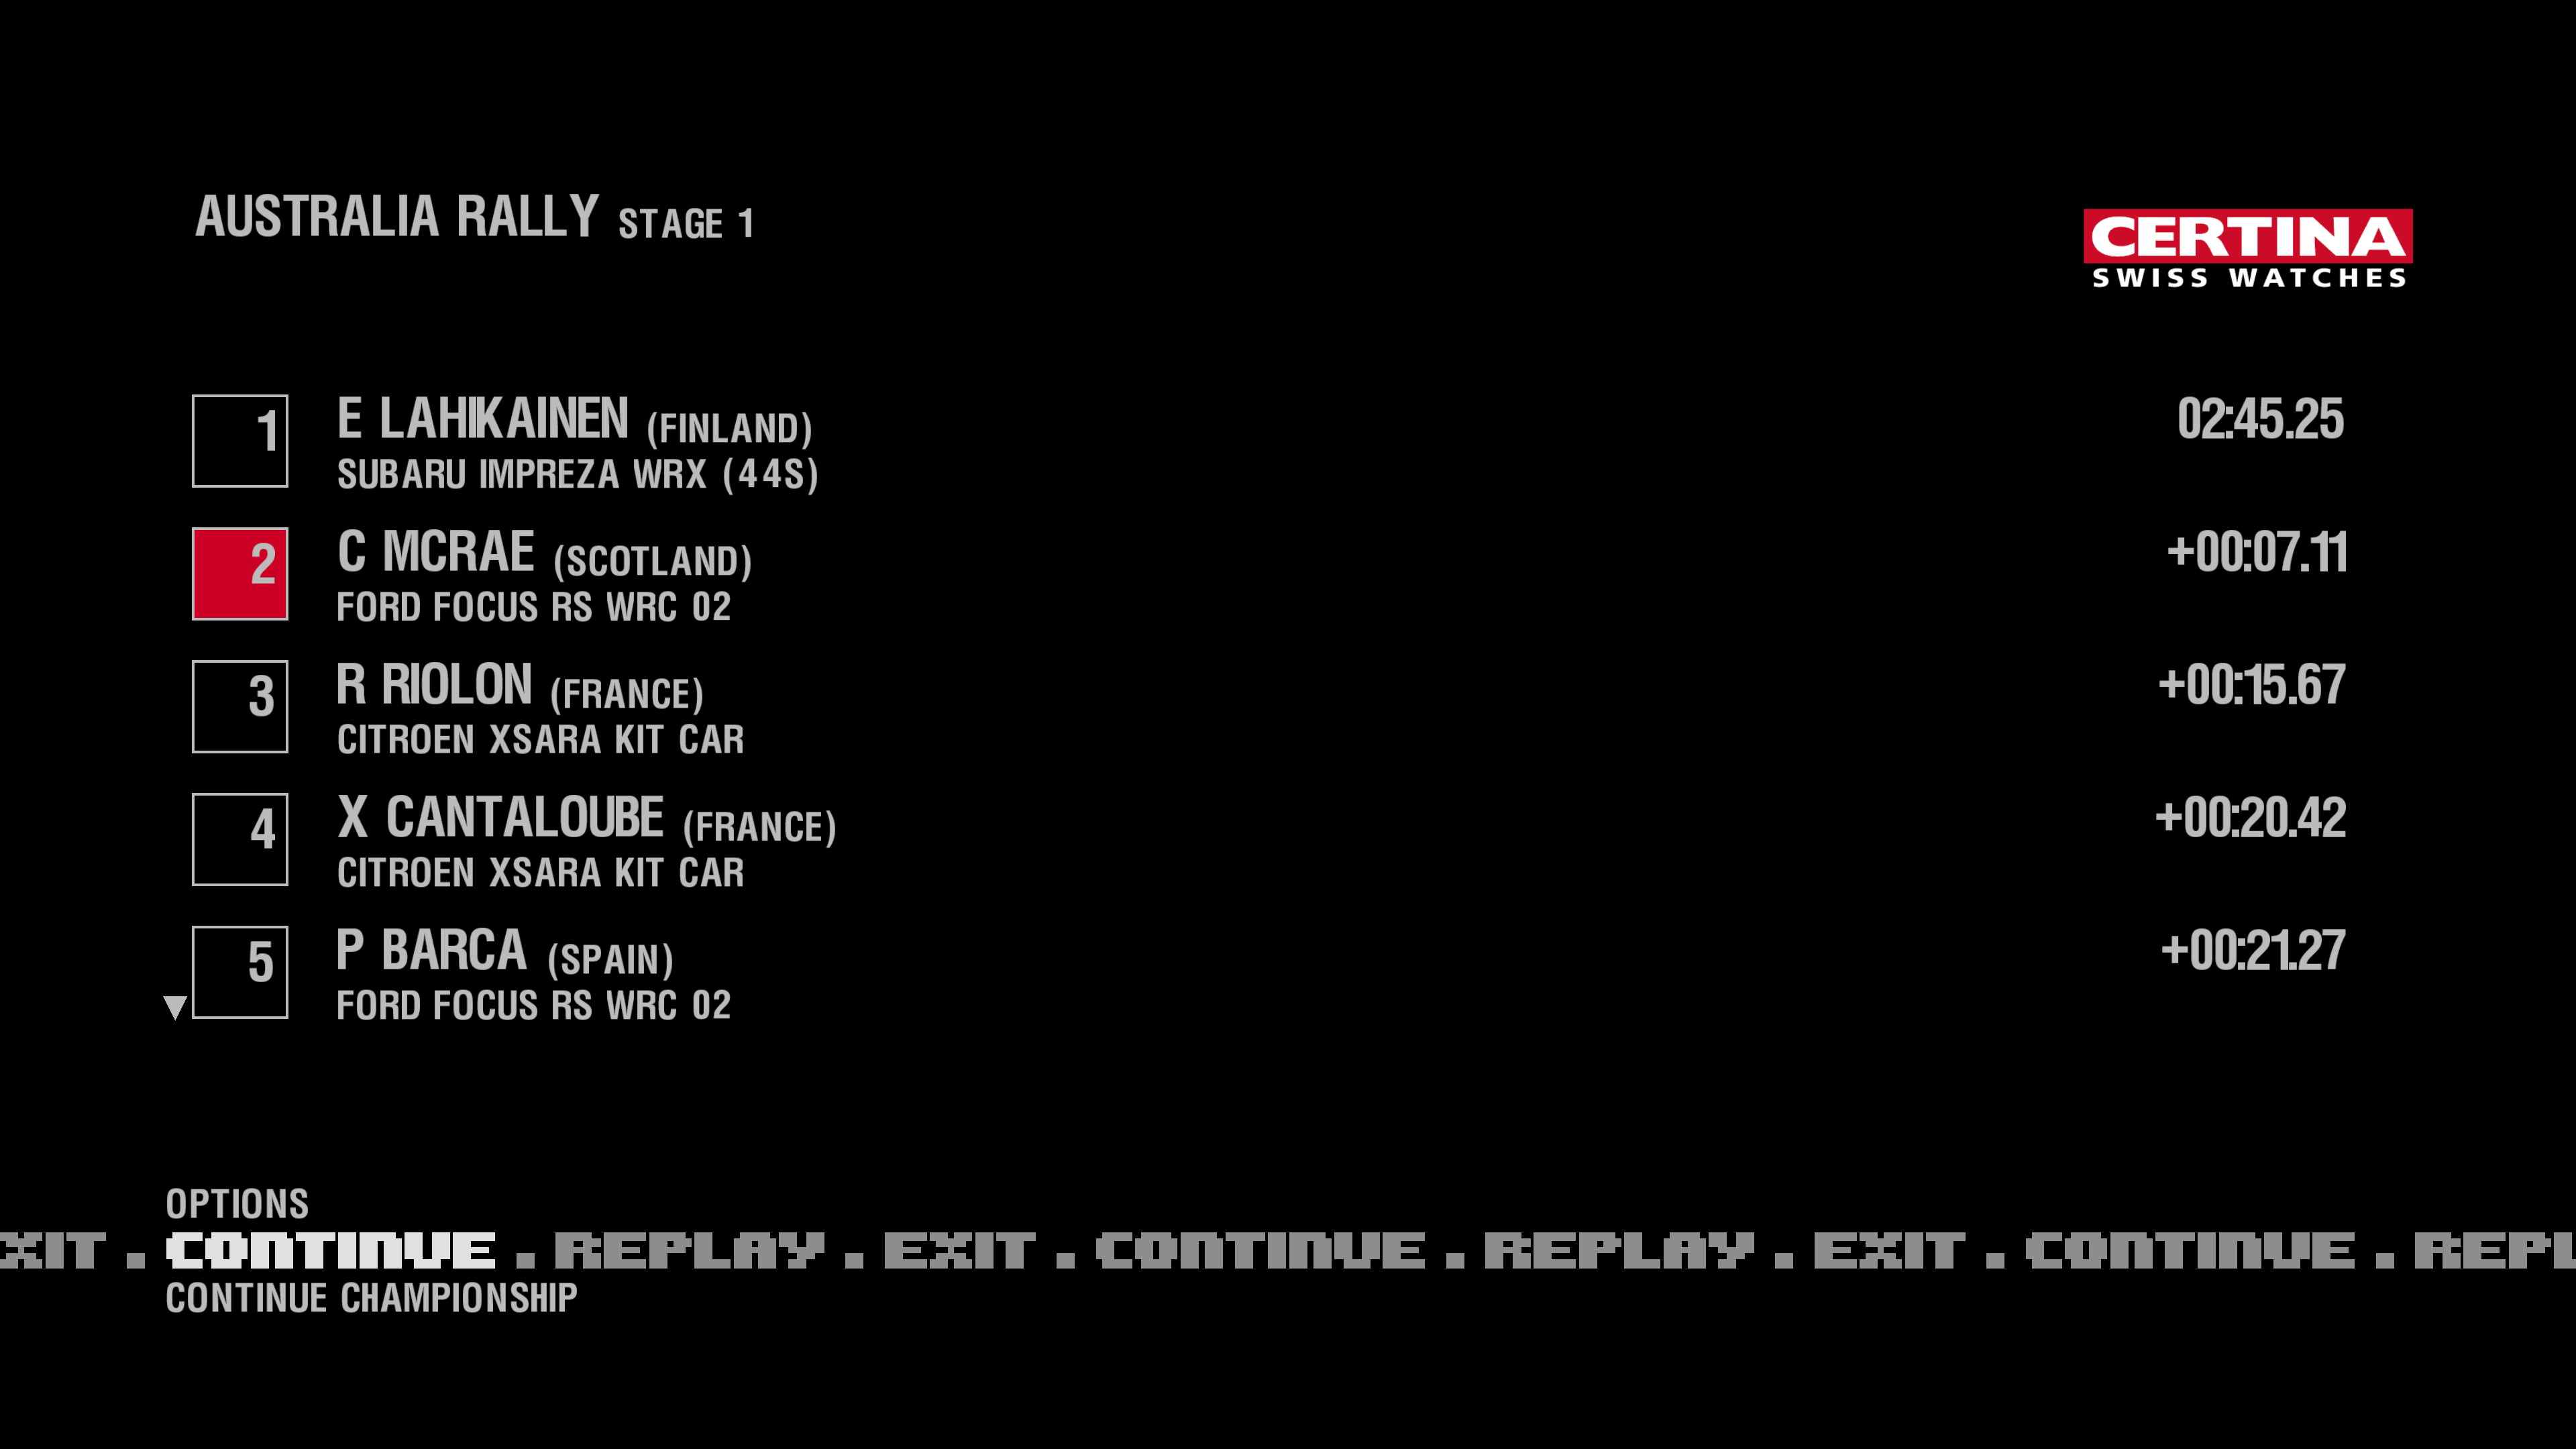 AUSTRALIA RALLY STAGE 1
CERTINA
SWISS WATCHES
1 E LAHIKAINEN (FINLAND) 02:45.25
SUBARU IMPREZA WRX (44S)
2 C MCRAE (SCOTLAND) +00:07.11
FORD FOCUS RS WRC 02
3 R RIOLON (FRANCE) +00:15.67
CITROEN XSARA KIT CAR
4 X CANTALOUBE (FRANCE) +00:20.42
CITROEN XSARA KIT CAR
5 P BARCA (SPAIN) +00:21.27
FORD FOCUS RS WRC 02
OPTIONS
XIT . CONTINUE . REPLAY . EXIT . CONTINUE . REPLAY . EXIT . CONTINUE . REPL
CONTINUE CHAMPIONSHIP